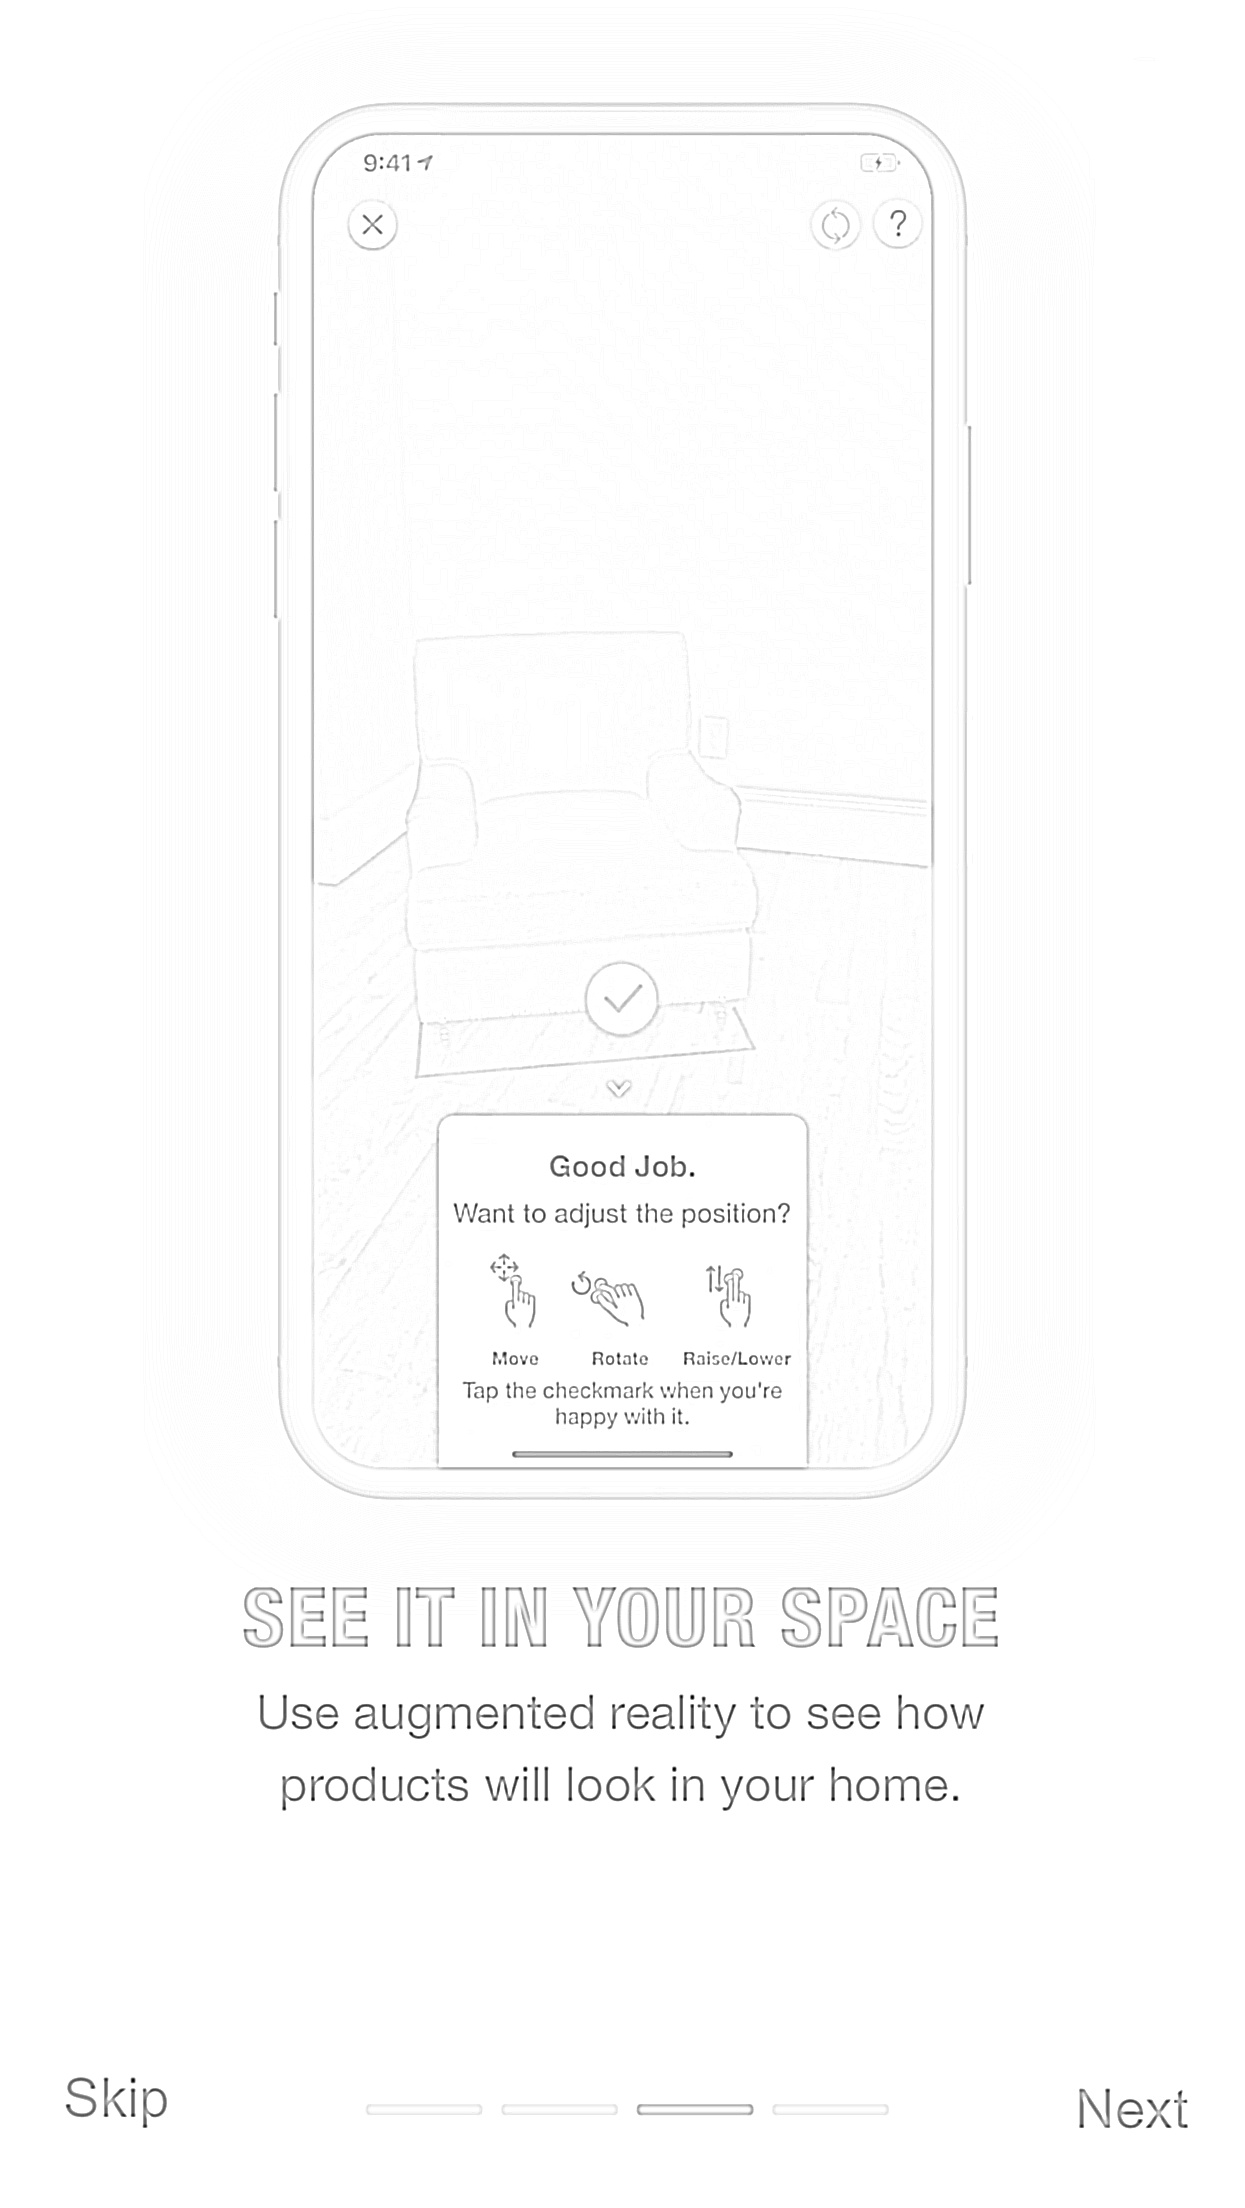 9:41
?
Good Job.
Want to adjust the position?
Move Rotate Raise/Lower
Tap the checkmark when you're
happy with it.
SEE IT IN YOUR SPACE
Use augmented reality to see how
products will look in your home.
Skip Next